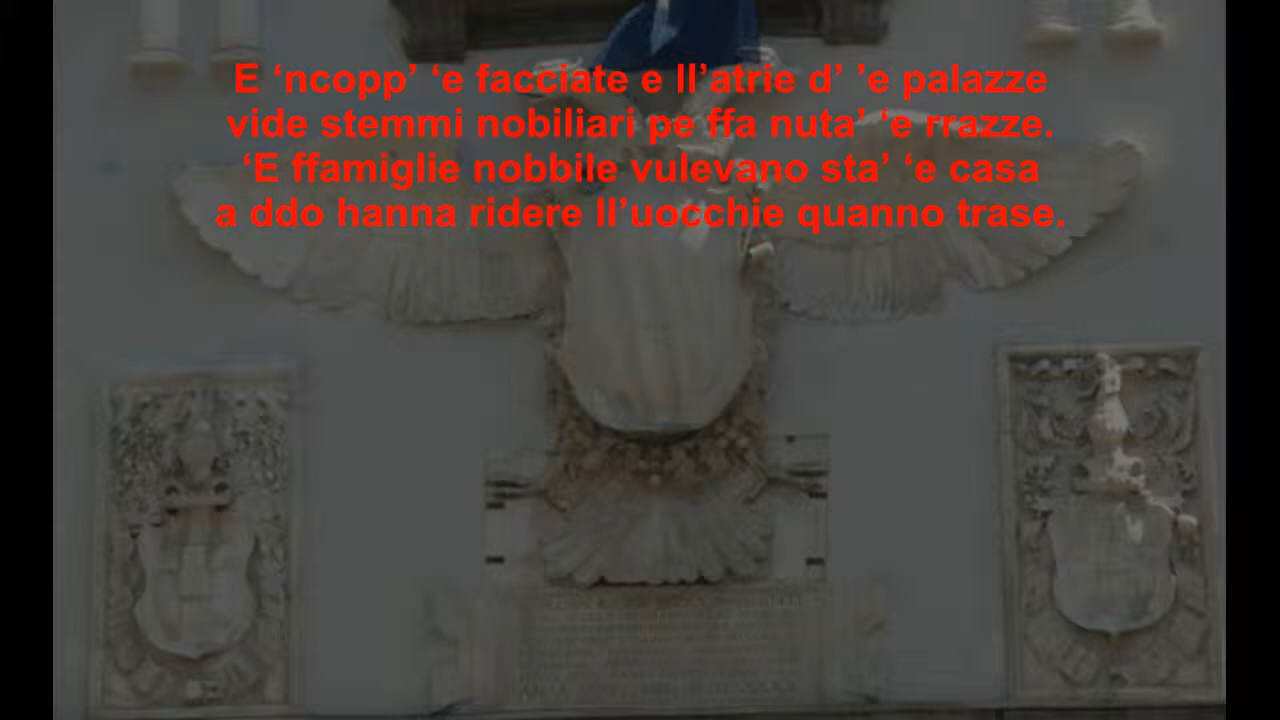 E ‘ncopp’ ‘e facciate e ll’atrie d’ ’e palazze
vide stemmi nobiliari pe ffa nuta’ ‘e rrazze.
‘E ffamiglie nobbile vulevano sta’ ‘e casa
a ddo hanna ridere ll’uocchie quanno trase.